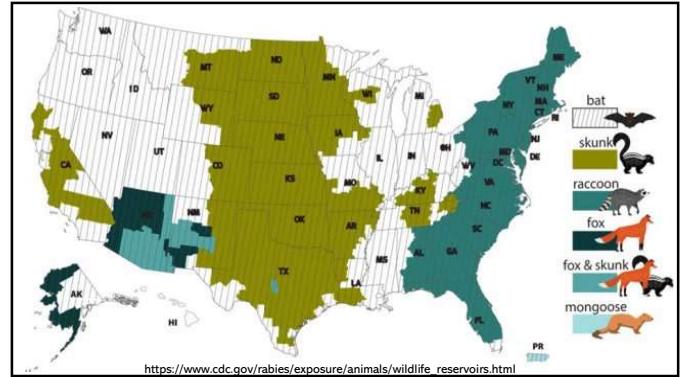 WA
ME
MT
ND
MN
VT
NH
OR
ID
SD
WI
MI
NY
MA
CT
RI
WY
bat
IA
PA
NJ
NV
NE
OH
skunk
UT
IL
IN
MD
DE
CA
CO
MO
WV
DC
KS
KY
VA
raccoon
AZ
NM
OK
TN
NC
fox
AR
SC
MS
AL
GA
fox & skunk
TX
LA
AK
FL
mongoose
HI
PR
https://www.cdc.gov/rabies/exposure/animals/wildlife_reservoirs.html